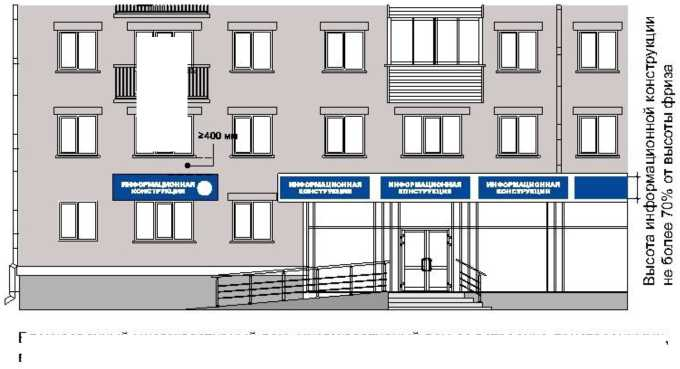 ≥400 мм
ИНФОРМАЦИОННАЯ
КОНСТРУКЦИЯ
ИНФОРМАЦИОННАЯ
КОНСТРУКЦИЯ
ИНФОРМАЦИОННАЯ
КОНСТРУКЦИЯ
ИНФОРМАЦИОННАЯ
КОНСТРУКЦИЯ
Высота информационной конструкции
не более 70% от высоты фриза